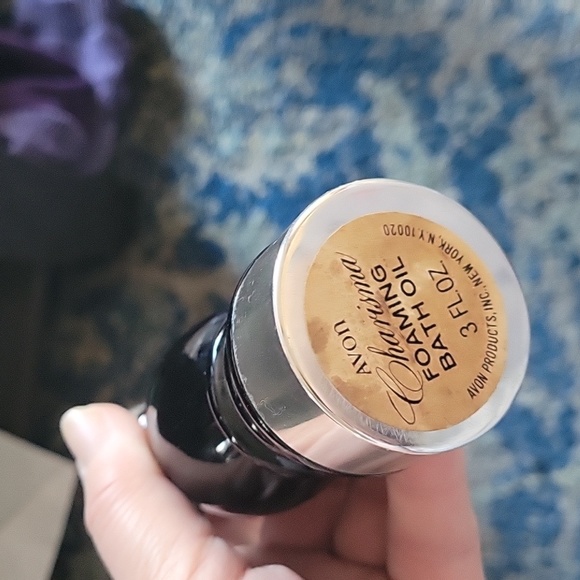 AVON
Charisma
FOAMING
BATH OIL
3 FL. OZ.
AVON PRODUCTS, INC. NEW YORK, N.Y. 10020